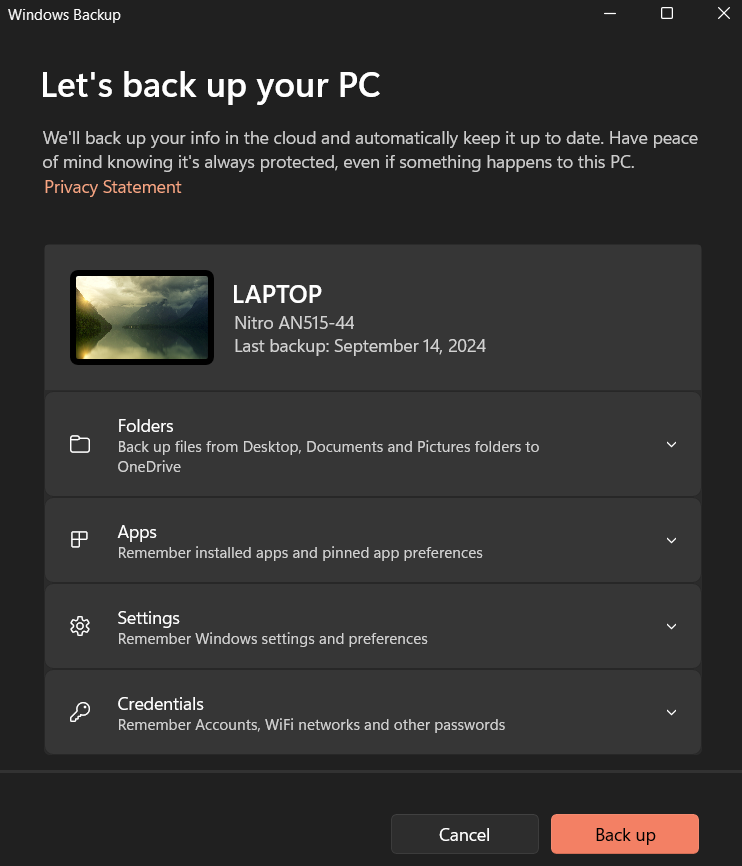 Windows Backup
Let's back up your PC
We'll back up your info in the cloud and automatically keep it up to date. Have peace
of mind knowing it's always protected, even if something happens to this PC.
Privacy Statement
LAPTOP
Nitro AN515-44
Last backup: September 14, 2024
Folders
Back up files from Desktop, Documents and Pictures folders to
OneDrive
Apps
Remember installed apps and pinned app preferences
Settings
Remember Windows settings and preferences
Credentials
Remember Accounts, WiFi networks and other passwords
Cancel
Back up